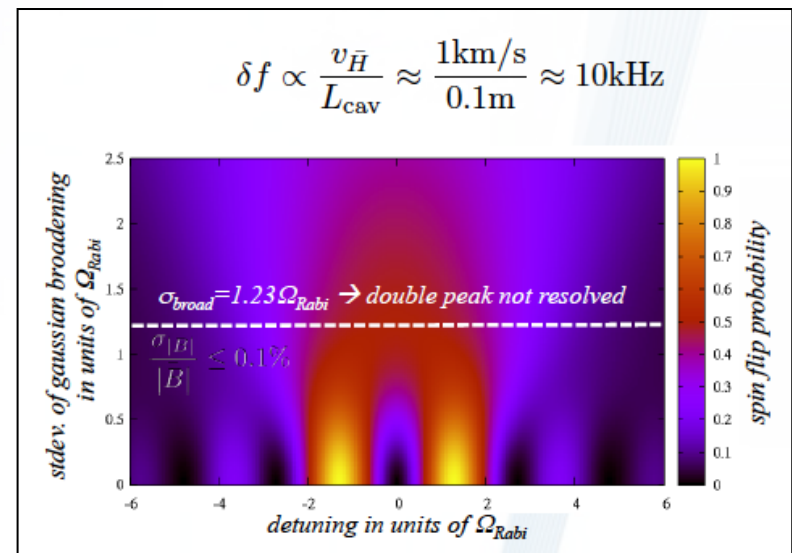 δf ∝ v_H̄ / L_cav ≈ 1km/s / 0.1m ≈ 10kHz
stdev. of gaussian broadening
in units of Ω_Rabi
2.5
2
1.5
1
0.5
0
σ_broad=1.23Ω_Rabi → double peak not resolved
σ_|B| / |B| ≤ 0.1%
-6 -4 -2 0 2 4 6
detuning in units of Ω_Rabi
1
0.9
0.8
0.7
0.6
0.5
0.4
0.3
0.2
0.1
0
spin flip probability